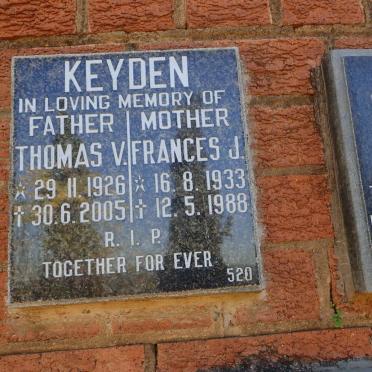 KEYDEN
IN LOVING MEMORY OF
FATHER MOTHER
THOMAS V. FRANCES J.
☆ 29.11.1926 ☆ 16.8.1933
† 30.6.2005 † 12.5.1988
R.I.P.
TOGETHER FOR EVER
520